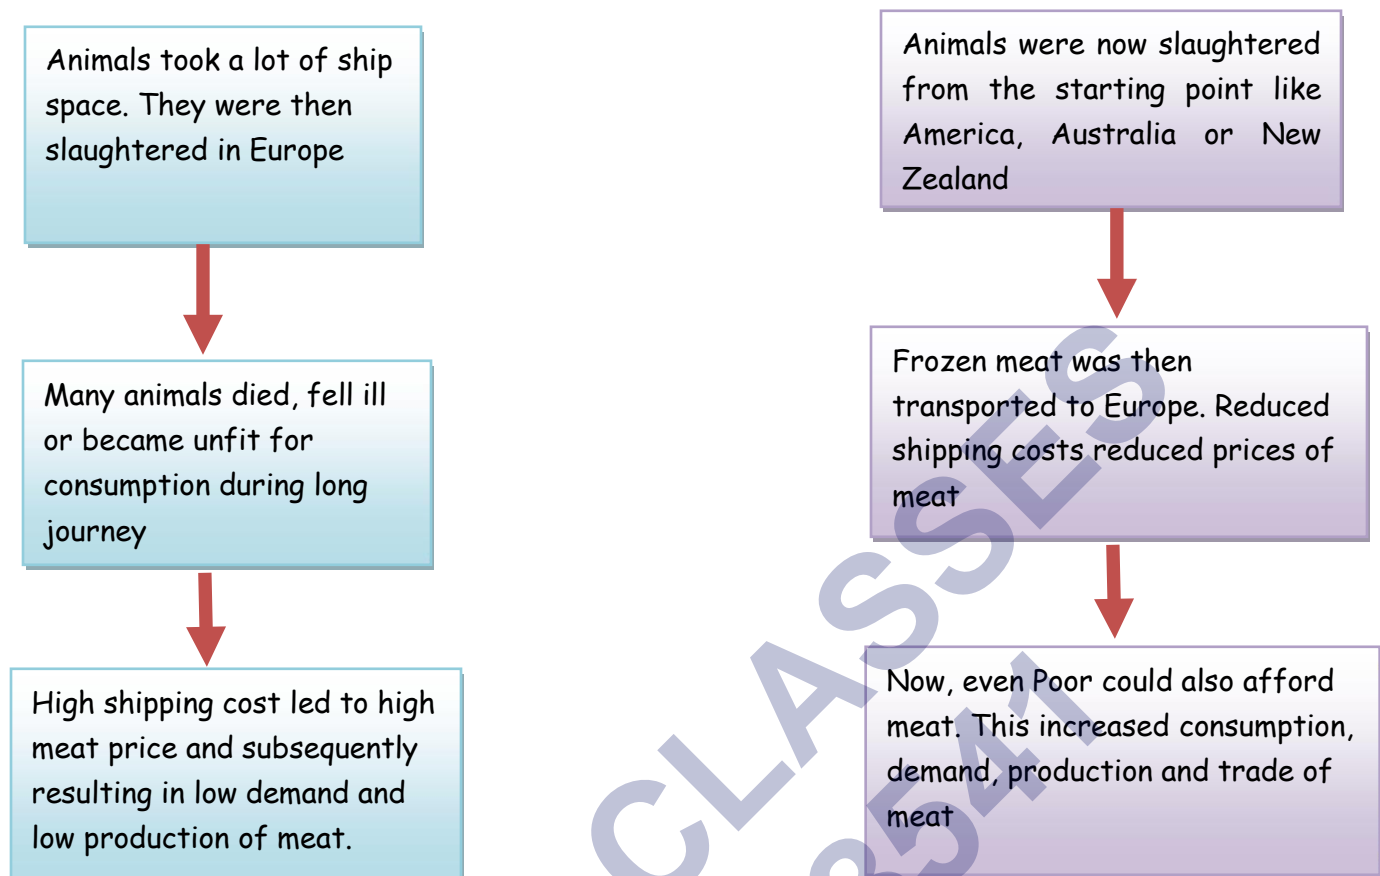 Animals took a lot of ship
space. They were then
slaughtered in Europe
Many animals died, fell ill
or became unfit for
consumption during long
journey
High shipping cost led to high
meat price and subsequently
resulting in low demand and
low production of meat.
Animals were now slaughtered
from the starting point like
America, Australia or New
Zealand
Frozen meat was then
transported to Europe. Reduced
shipping costs reduced prices of
meat
Now, even Poor could also afford
meat. This increased consumption,
demand, production and trade of
meat
CLASSES
3541